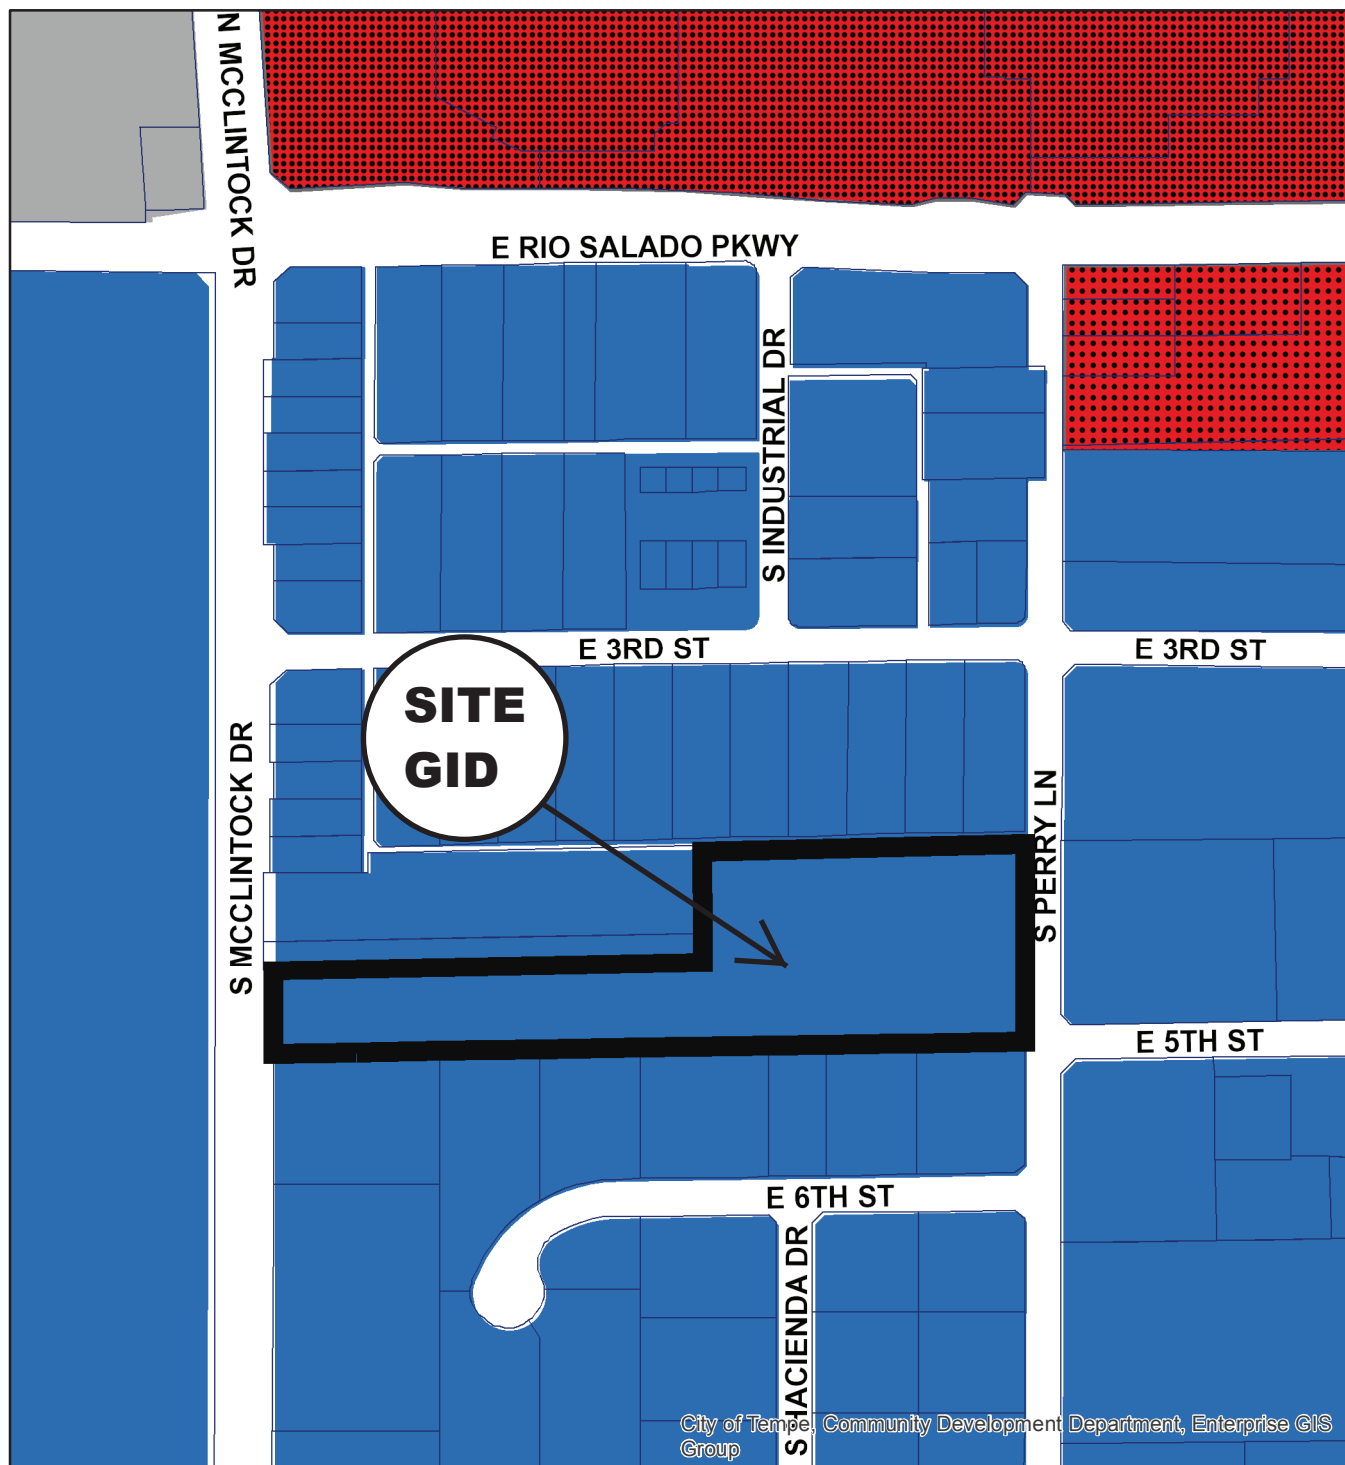 N MCCLINTOCK DR
E RIO SALADO PKWY
S INDUSTRIAL DR
E 3RD ST
E 3RD ST
SITE
GID
S MCCLINTOCK DR
S PERRY LN
E 5TH ST
E 6TH ST
S HACIENDA DR
City of Tempe, Community Development Department, Enterprise GIS
Group